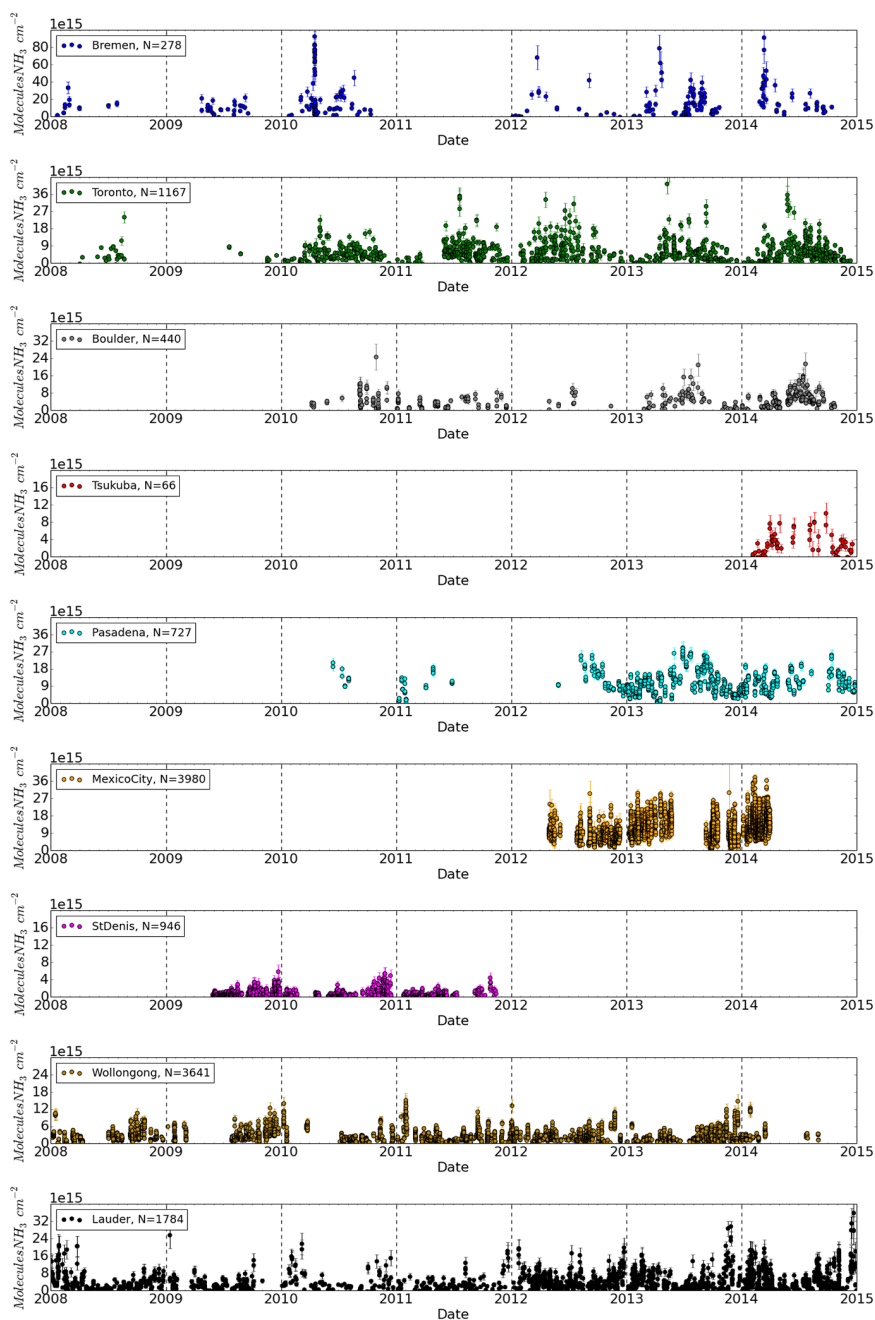 1e15
Molecules NH3 cm−2
Bremen, N=278
80
60
40
20
0
2008 2009 2010 2011 2012 2013 2014 2015
Date
1e15
Molecules NH3 cm−2
Toronto, N=1167
36
27
18
9
0
2008 2009 2010 2011 2012 2013 2014 2015
Date
1e15
Molecules NH3 cm−2
Boulder, N=440
32
24
16
8
0
2008 2009 2010 2011 2012 2013 2014 2015
Date
1e15
Molecules NH3 cm−2
Tsukuba, N=66
16
12
8
4
0
2008 2009 2010 2011 2012 2013 2014 2015
Date
1e15
Molecules NH3 cm−2
Pasadena, N=727
36
27
18
9
0
2008 2009 2010 2011 2012 2013 2014 2015
Date
1e15
Molecules NH3 cm−2
MexicoCity, N=3980
36
27
18
9
0
2008 2009 2010 2011 2012 2013 2014 2015
Date
1e15
Molecules NH3 cm−2
StDenis, N=946
16
12
8
4
0
2008 2009 2010 2011 2012 2013 2014 2015
Date
1e15
Molecules NH3 cm−2
Wollongong, N=3641
24
18
12
6
0
2008 2009 2010 2011 2012 2013 2014 2015
Date
1e15
Molecules NH3 cm−2
Lauder, N=1784
32
24
16
8
0
2008 2009 2010 2011 2012 2013 2014 2015
Date